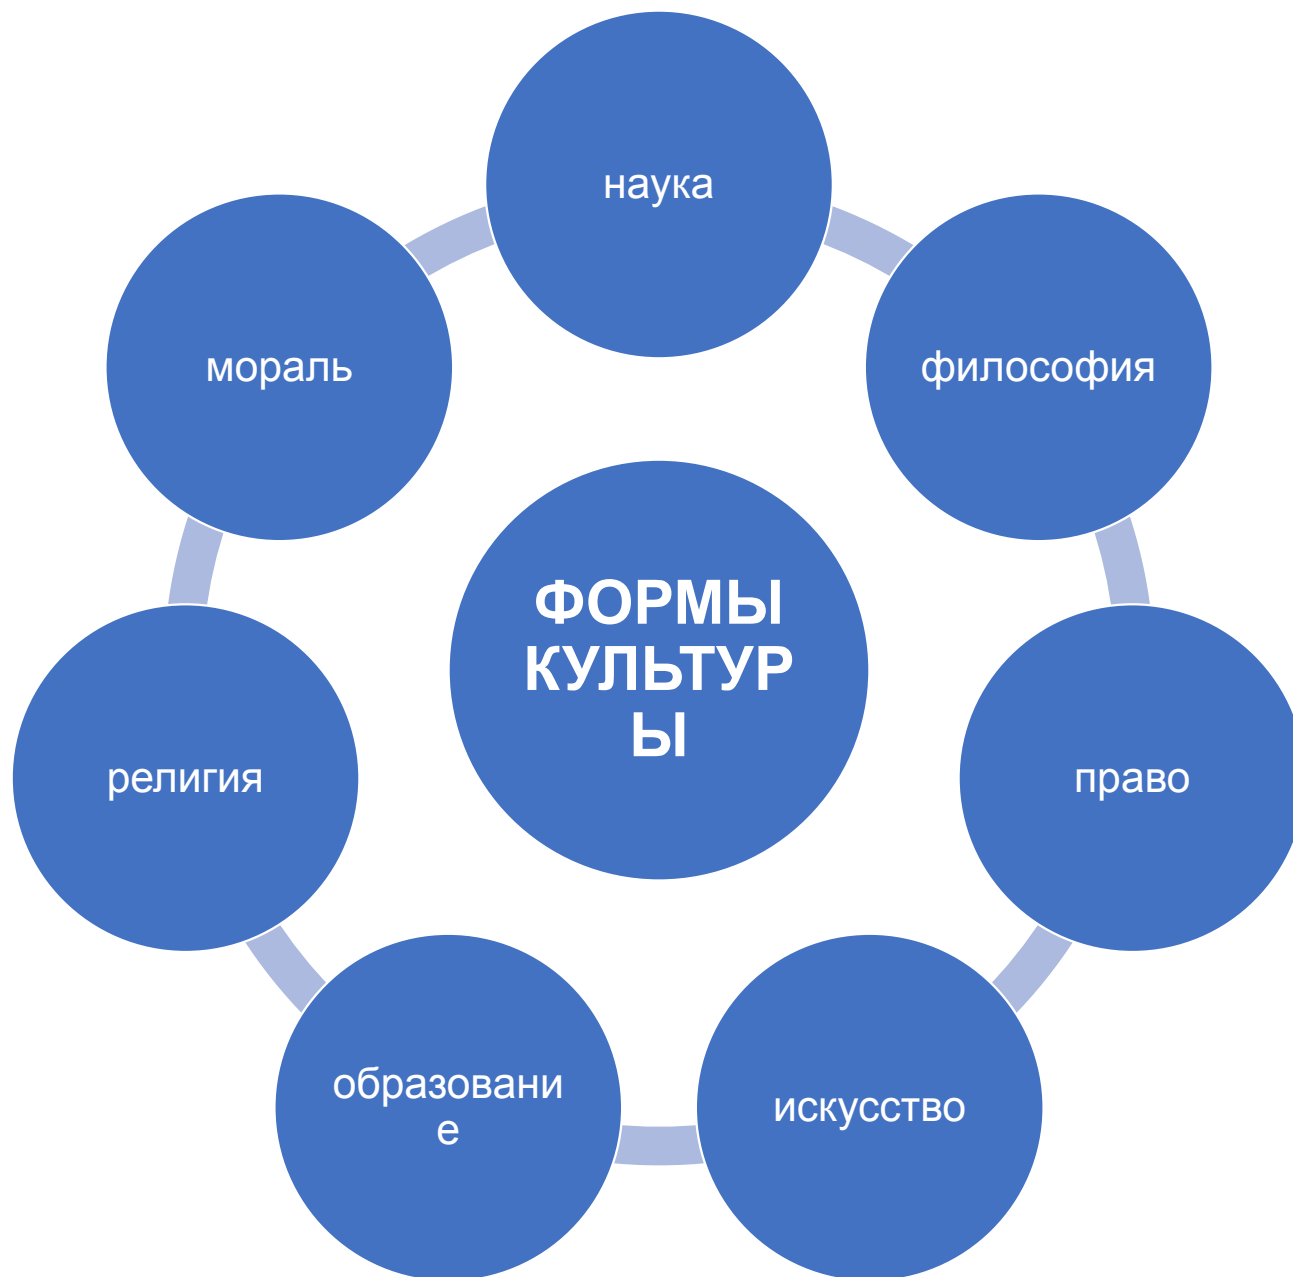 наука
мораль
философия
ФОРМЫ
КУЛЬТУР
Ы
религия
право
образовани
е
искусство